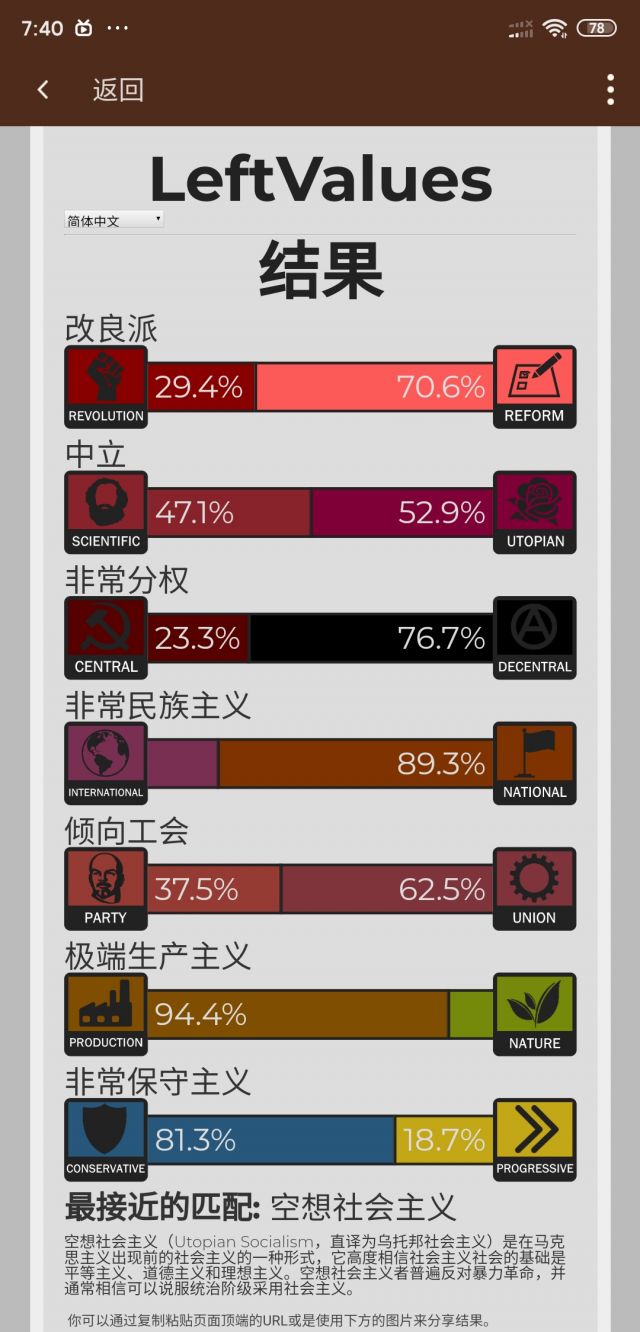 7:40
78
返回
LeftValues
简体中文
结果
改良派
REVOLUTION
29.4%
70.6%
REFORM
中立
SCIENTIFIC
47.1%
52.9%
UTOPIAN
非常分权
CENTRAL
23.3%
76.7%
DECENTRAL
非常民族主义
INTERNATIONAL
89.3%
NATIONAL
倾向工会
PARTY
37.5%
62.5%
UNION
极端生产主义
PRODUCTION
94.4%
NATURE
非常保守主义
CONSERVATIVE
81.3%
18.7%
PROGRESSIVE
最接近的匹配: 空想社会主义
空想社会主义（Utopian Socialism，直译为乌托邦社会主义）是在马克
思主义出现前的社会主义的一种形式，它高度相信社会主义社会的基础是
平等主义、道德主义和理想主义。空想社会主义者普遍反对暴力革命，并
通常相信可以说服统治阶级采用社会主义。
你可以通过复制粘贴页面顶端的URL或是使用下方的图片来分享结果。